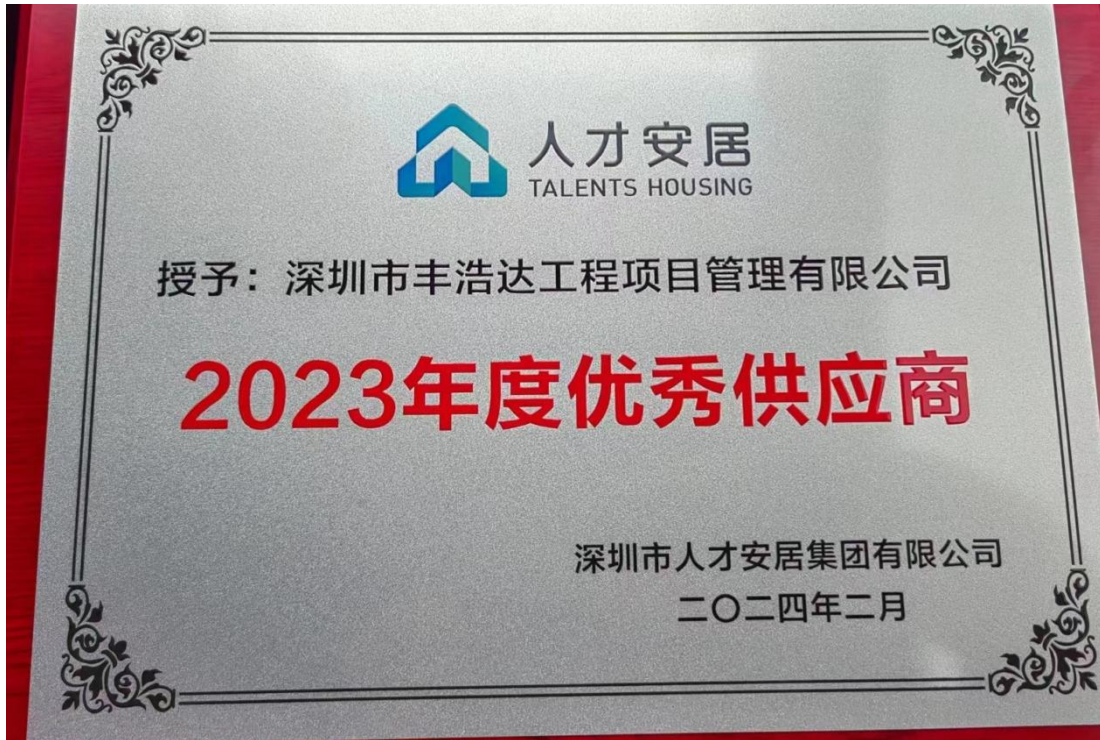 人才安居
TALENTS HOUSING
授予：深圳市丰浩达工程项目管理有限公司
2023年度优秀供应商
深圳市人才安居集团有限公司
二〇二四年二月